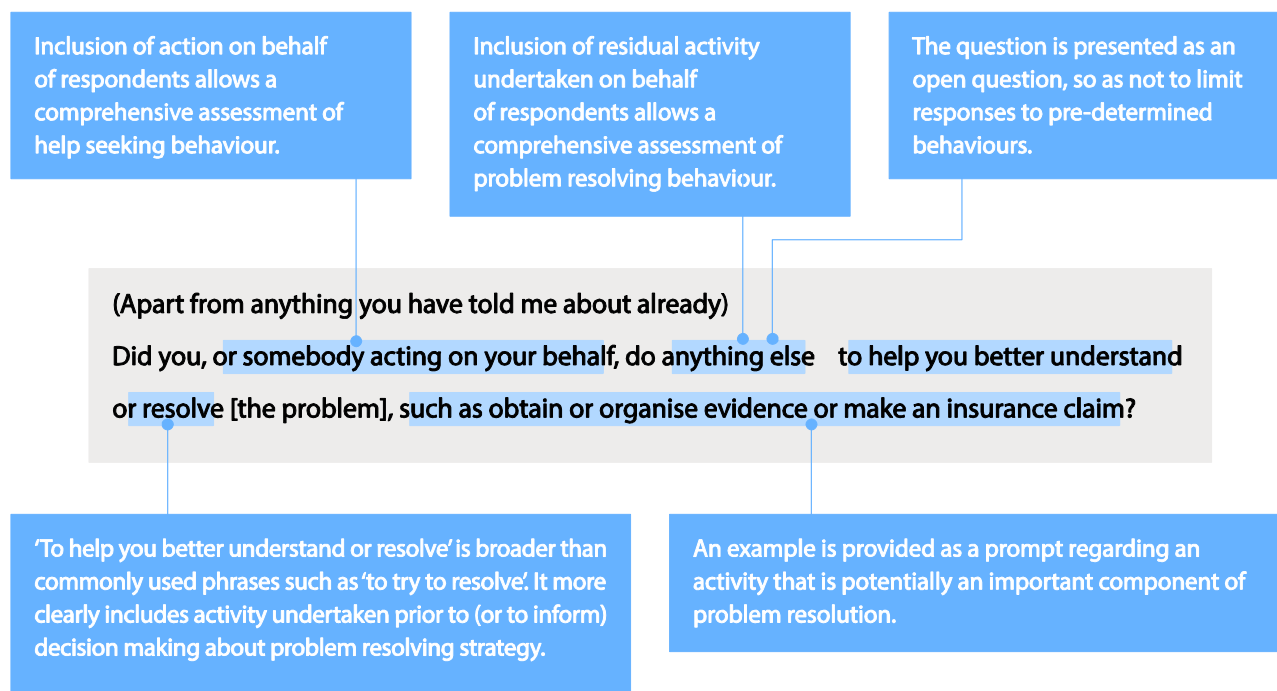 Inclusion of action on behalf
of respondents allows a
comprehensive assessment of
help seeking behaviour.
Inclusion of residual activity
undertaken on behalf
of respondents allows a
comprehensive assessment of
problem resolving behaviour.
The question is presented as an
open question, so as not to limit
responses to pre-determined
behaviours.
(Apart from anything you have told me about already)
Did you, or somebody acting on your behalf, do anything else to help you better understand
or resolve [the problem], such as obtain or organise evidence or make an insurance claim?
‘To help you better understand or resolve’ is broader than
commonly used phrases such as ‘to try to resolve’. It more
clearly includes activity undertaken prior to (or to inform)
decision making about problem resolving strategy.
An example is provided as a prompt regarding an
activity that is potentially an important component of
problem resolution.